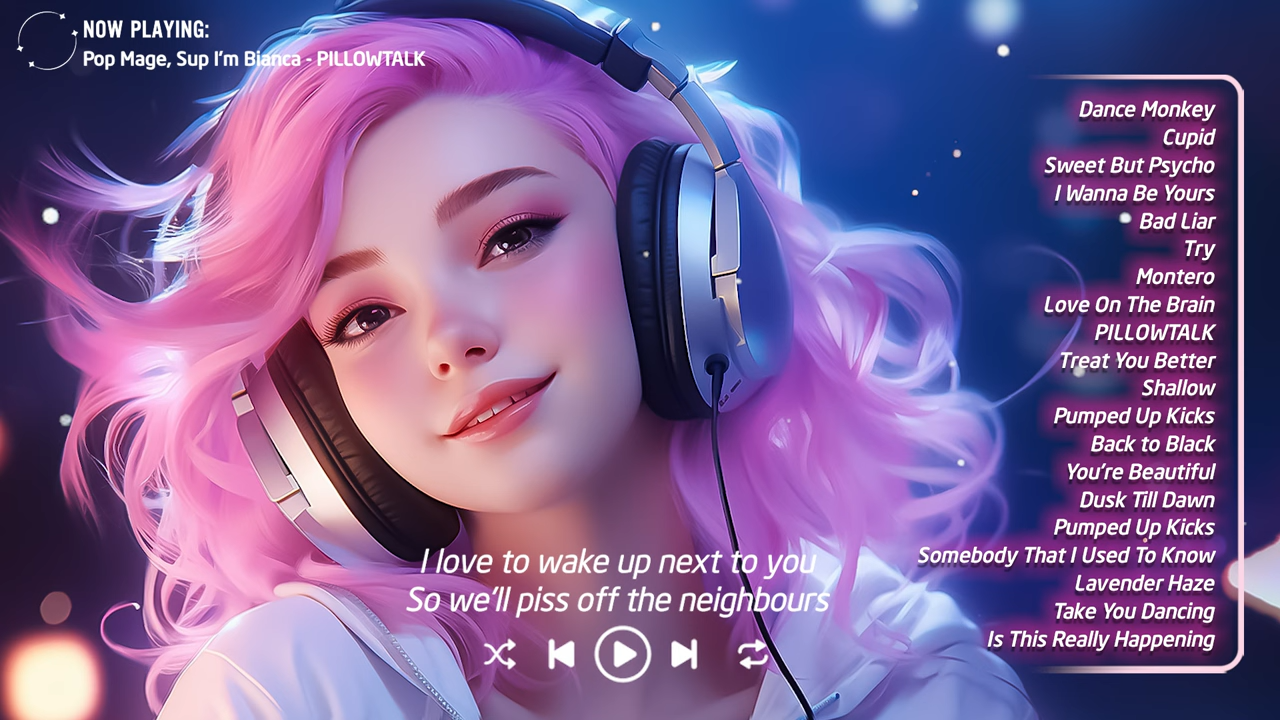 NOW PLAYING:
Pop Mage, Sup I'm Bianca - PILLOWTALK
Dance Monkey
Cupid
Sweet But Psycho
I Wanna Be Yours
Bad Liar
Try
Montero
Love On The Brain
PILLOWTALK
Treat You Better
Shallow
Pumped Up Kicks
Back to Black
You're Beautiful
Dusk Till Dawn
Pumped Up Kicks
Somebody That I Used To Know
Lavender Haze
Take You Dancing
Is This Really Happening
I love to wake up next to you
So we'll piss off the neighbours